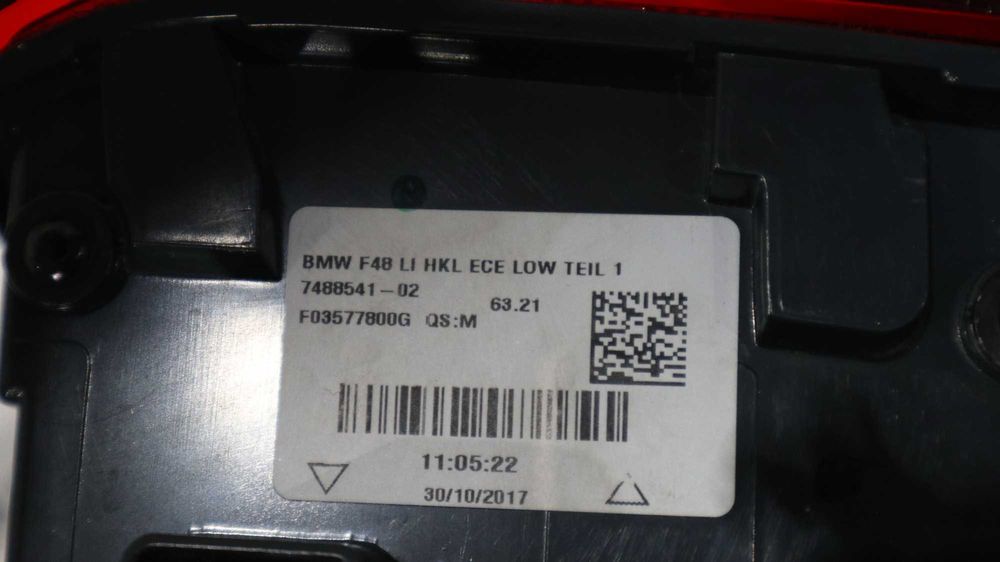 BMW F48 LI HKL ECE LOW TEIL 1
7488541-02
63.21
F03577800G QS:M
11:05:22
30/10/2017